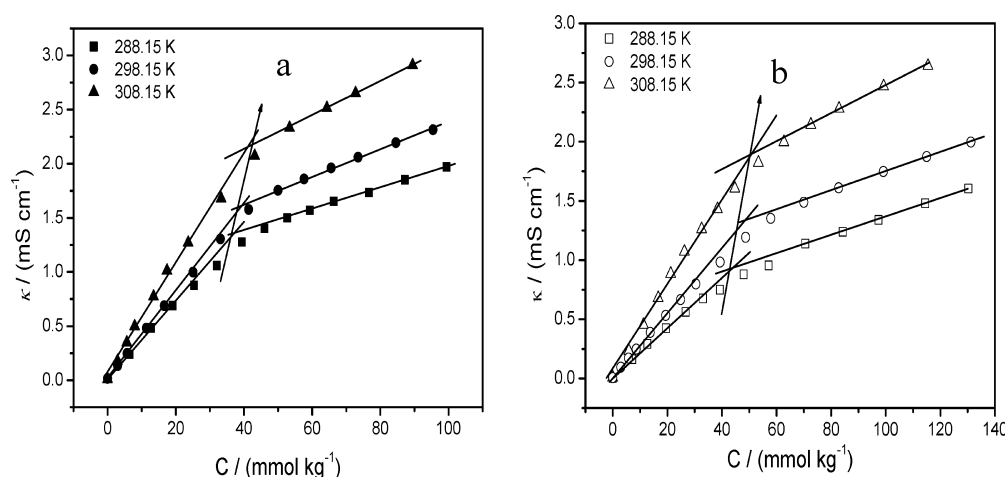 3.5
3.0
2.5
2.0
1.5
1.0
0.5
0.0
κ / (mS cm⁻¹)
288.15 K
298.15 K
308.15 K
a
0 20 40 60 80 100
C / (mmol kg⁻¹)
3.0
2.5
2.0
1.5
1.0
0.5
0.0
κ / (mS cm⁻¹)
288.15 K
298.15 K
308.15 K
b
0 20 40 60 80 100 120 140
C / (mmol kg⁻¹)